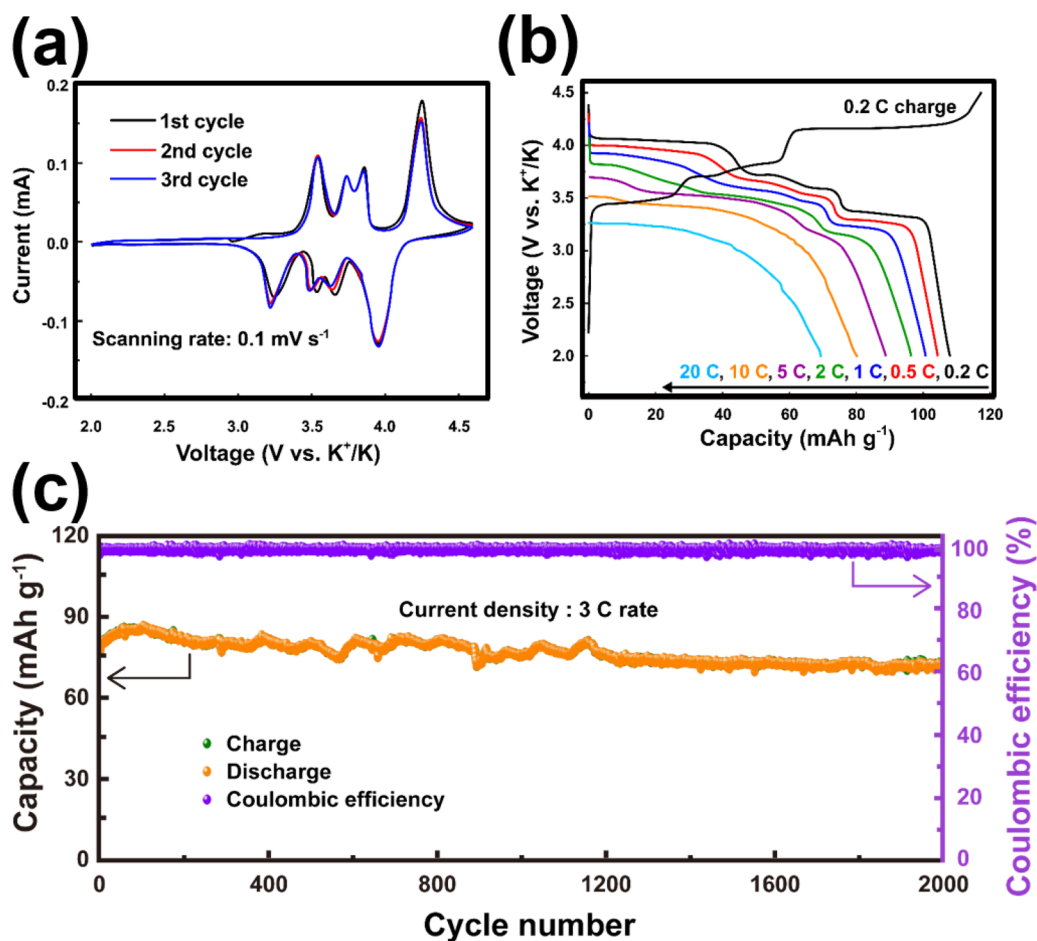 (a)
0.2
0.1
0.0
-0.1
-0.2
Current (mA)
1st cycle
2nd cycle
3rd cycle
Scanning rate: 0.1 mV s⁻¹
2.0 3.0 3.5 4.0 4.5
Voltage (V vs. K⁺/K)
(b)
4.5
4.0
3.5
3.0
2.5
2.0
Voltage (V vs. K⁺/K)
0.2 C charge
20 C, 10 C, 5 C, 2 C, 1 C, 0.5 C, 0.2 C
0 20 40 60 80 100 120
Capacity (mAh g⁻¹)
(c)
120
90
60
30
0
Capacity (mAh g⁻¹)
Current density : 3 C rate
Charge
Discharge
Coulombic efficiency
100
80
60
40
20
0
Coulombic efficiency (%)
0 400 800 1200 1600 2000
Cycle number